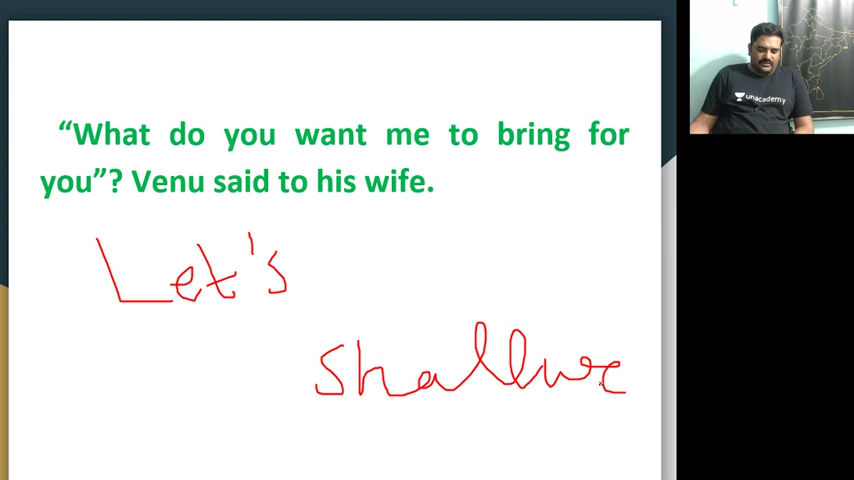 “What do you want me to bring for
you”? Venu said to his wife.
Let's
Shall we
unacademy